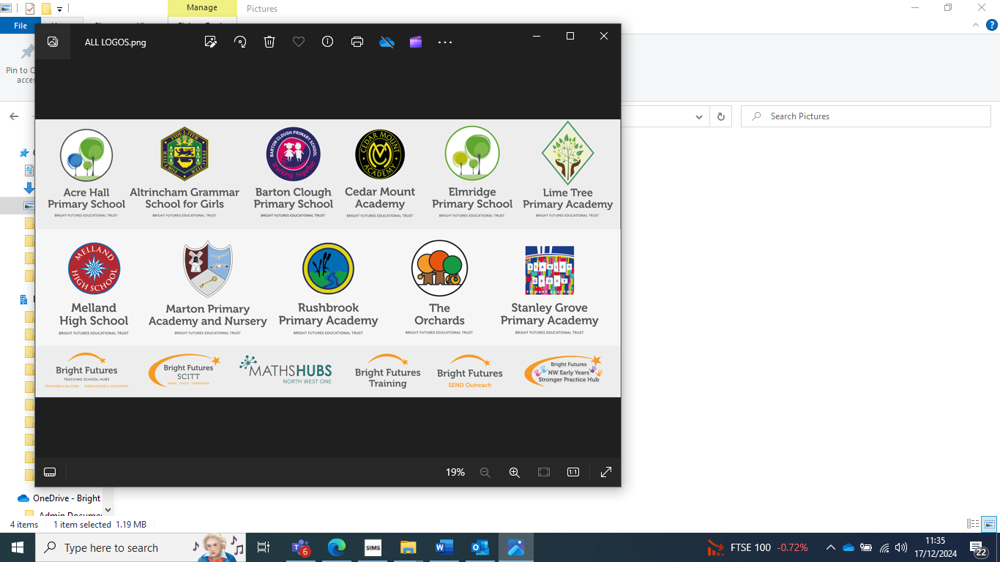 Manage
Pictures
File
Pin to
acces
Search Pictures
ALL LOGOS.png
BARTON CLOUGH PRIMARY SCHOOL
Working together
CEDAR MOUNT
ACADEMY
Acre Hall
Primary School
BRIGHT FUTURES EDUCATIONAL TRUST
FIDELITER
FORTITER
Altrincham Grammar
School for Girls
BRIGHT FUTURES EDUCATIONAL TRUST
Barton Clough
Primary School
BRIGHT FUTURES EDUCATIONAL TRUST
Cedar Mount
Academy
BRIGHT FUTURES EDUCATIONAL TRUST
Elmridge
Primary School
BRIGHT FUTURES EDUCATIONAL TRUST
Lime Tree
Primary Academy
BRIGHT FUTURES EDUCATIONAL TRUST
MELLAND
HIGH SCHOOL
Melland
High School
BRIGHT FUTURES EDUCATIONAL TRUST
Marton Primary
Academy and Nursery
BRIGHT FUTURES EDUCATIONAL TRUST
Rushbrook
Primary Academy
BRIGHT FUTURES EDUCATIONAL TRUST
The
Orchards
BRIGHT FUTURES EDUCATIONAL TRUST
STANLEY
GROVE
PRIMARY ACADEMY
Stanley Grove
Primary Academy
BRIGHT FUTURES EDUCATIONAL TRUST
Bright Futures
TEACHING SCHOOL HUBS
TRAFFORD & SALFORD MANCHESTER & STOCKPORT
Bright Futures
SCITT
TRAIN TEACH TRANSFORM
MATHSHUBS
NORTH WEST ONE
Bright Futures
Training
Bright Futures
SEND Outreach
Bright Futures
NW Early Years
Stronger Practice Hub
19%
1:1
OneDrive - Bright
Admin Docume
4 items 1 item selected 1.19 MB
Type here to search
6
SIMS
FTSE 100 -0.72%
11:35
17/12/2024
22